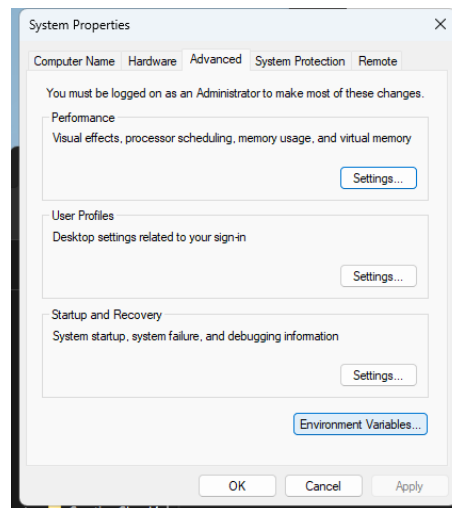 System Properties
Computer Name Hardware Advanced System Protection Remote
You must be logged on as an Administrator to make most of these changes.
Performance
Visual effects, processor scheduling, memory usage, and virtual memory
Settings...
User Profiles
Desktop settings related to your sign-in
Settings...
Startup and Recovery
System startup, system failure, and debugging information
Settings...
Environment Variables...
OK Cancel Apply